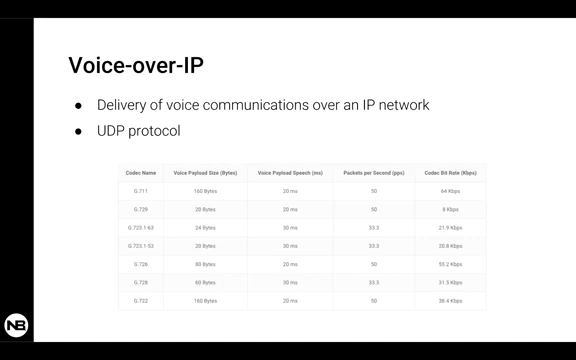 Voice-over-IP
● Delivery of voice communications over an IP network
● UDP protocol
Codec Name Voice Payload Size (Bytes) Voice Payload Speech (ms) Packets per Second (pps) Codec Bit Rate (Kbps)
G.711 160 Bytes 20 ms 50 64 Kbps
G.729 20 Bytes 20 ms 50 8 Kbps
G.723.1-63 24 Bytes 30 ms 33.3 21.9 Kbps
G.723.1-53 20 Bytes 30 ms 33.3 20.8 Kbps
G.726 80 Bytes 20 ms 50 55.2 Kbps
G.728 60 Bytes 30 ms 33.3 31.5 Kbps
G.722 160 Bytes 20 ms 50 38.4 Kbps
NB